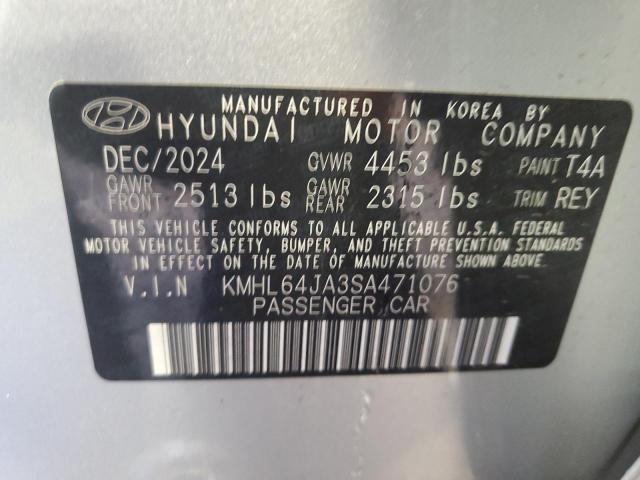 MANUFACTURED IN KOREA BY
HYUNDAI MOTOR COMPANY
DEC/2024 GVWR 4453 lbs PAINT T4A
GAWR FRONT 2513 lbs GAWR REAR 2315 lbs TRIM REY
THIS VEHICLE CONFORMS TO ALL APPLICABLE U.S.A. FEDERAL
MOTOR VEHICLE SAFETY, BUMPER, AND THEFT PREVENTION STANDARDS
IN EFFECT ON THE DATE OF MANUFACTURE SHOWN ABOVE.
V.I.N KMHL64JA3SA471076
PASSENGER CAR